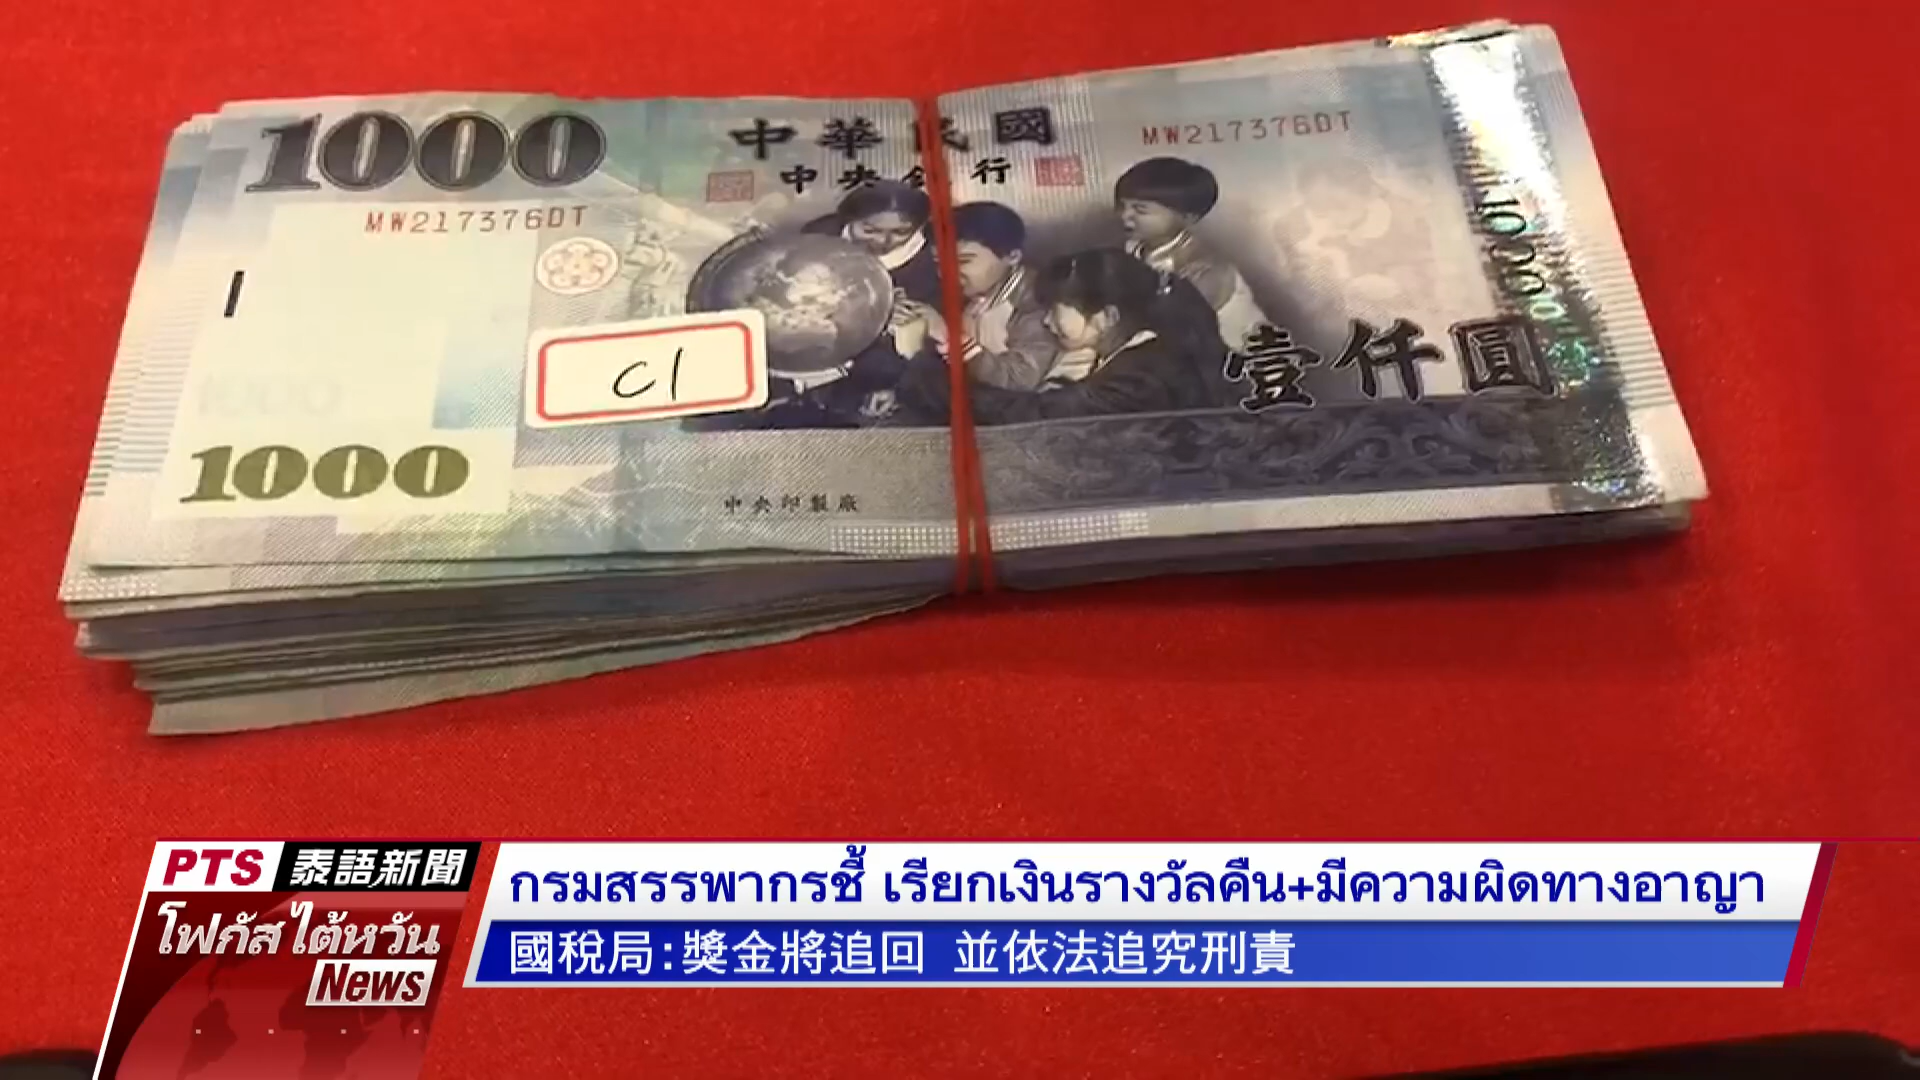 1000
中華民國
MW217376DT
中央 行
MW217376DT
1000
C1
壹仟圓
1000
中央印製廠
PTS 泰語新聞
โฟกัสไต้หวัน
News
กรมสรรพากรชี้ เรียกเงินรางวัลคืน+มีความผิดทางอาญา
國稅局:獎金將追回 並依法追究刑責